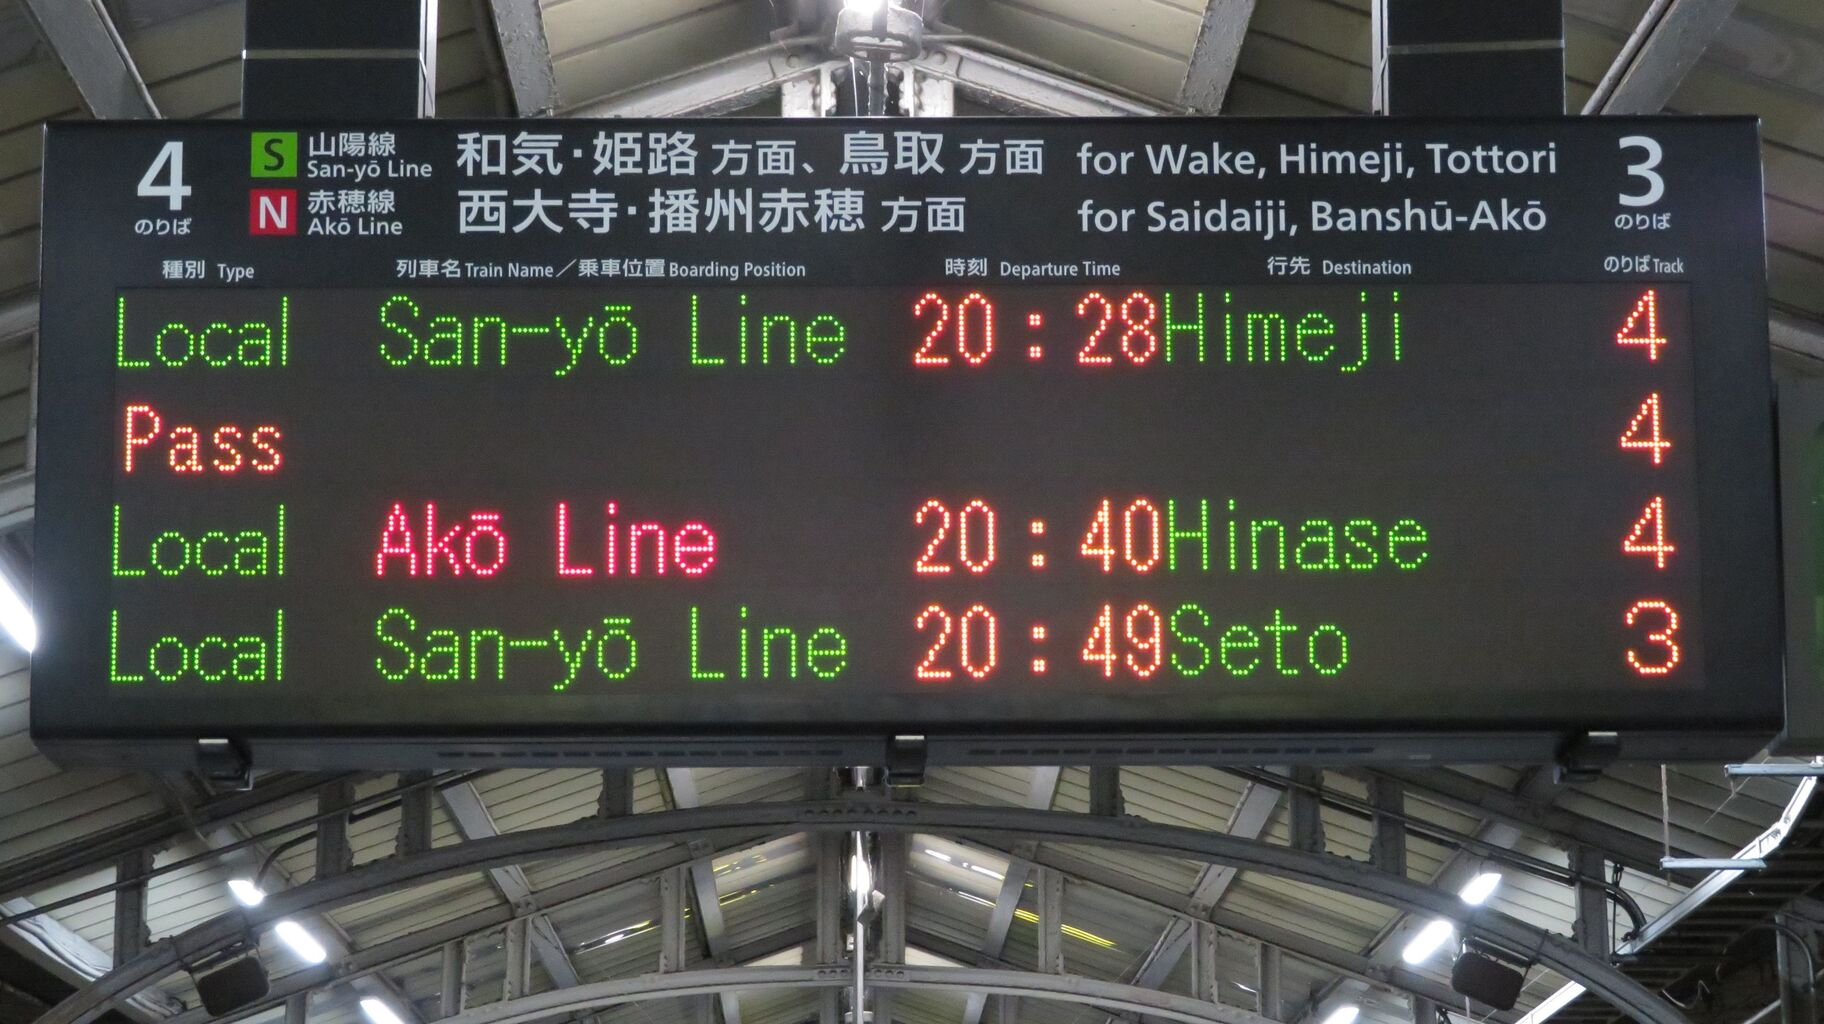 4 のりば
S 山陽線 San-yō Line
N 赤穂線 Akō Line
和気・姫路 方面、鳥取 方面 for Wake, Himeji, Tottori
西大寺・播州赤穂 方面 for Saidaiji, Banshū-Akō
3 のりば
種別 Type 列車名 Train Name／乗車位置 Boarding Position 時刻 Departure Time 行先 Destination のりば Track
Local San-yō Line 20:28 Himeji 4
Pass 4
Local Akō Line 20:40 Hinase 4
Local San-yō Line 20:49 Seto 3